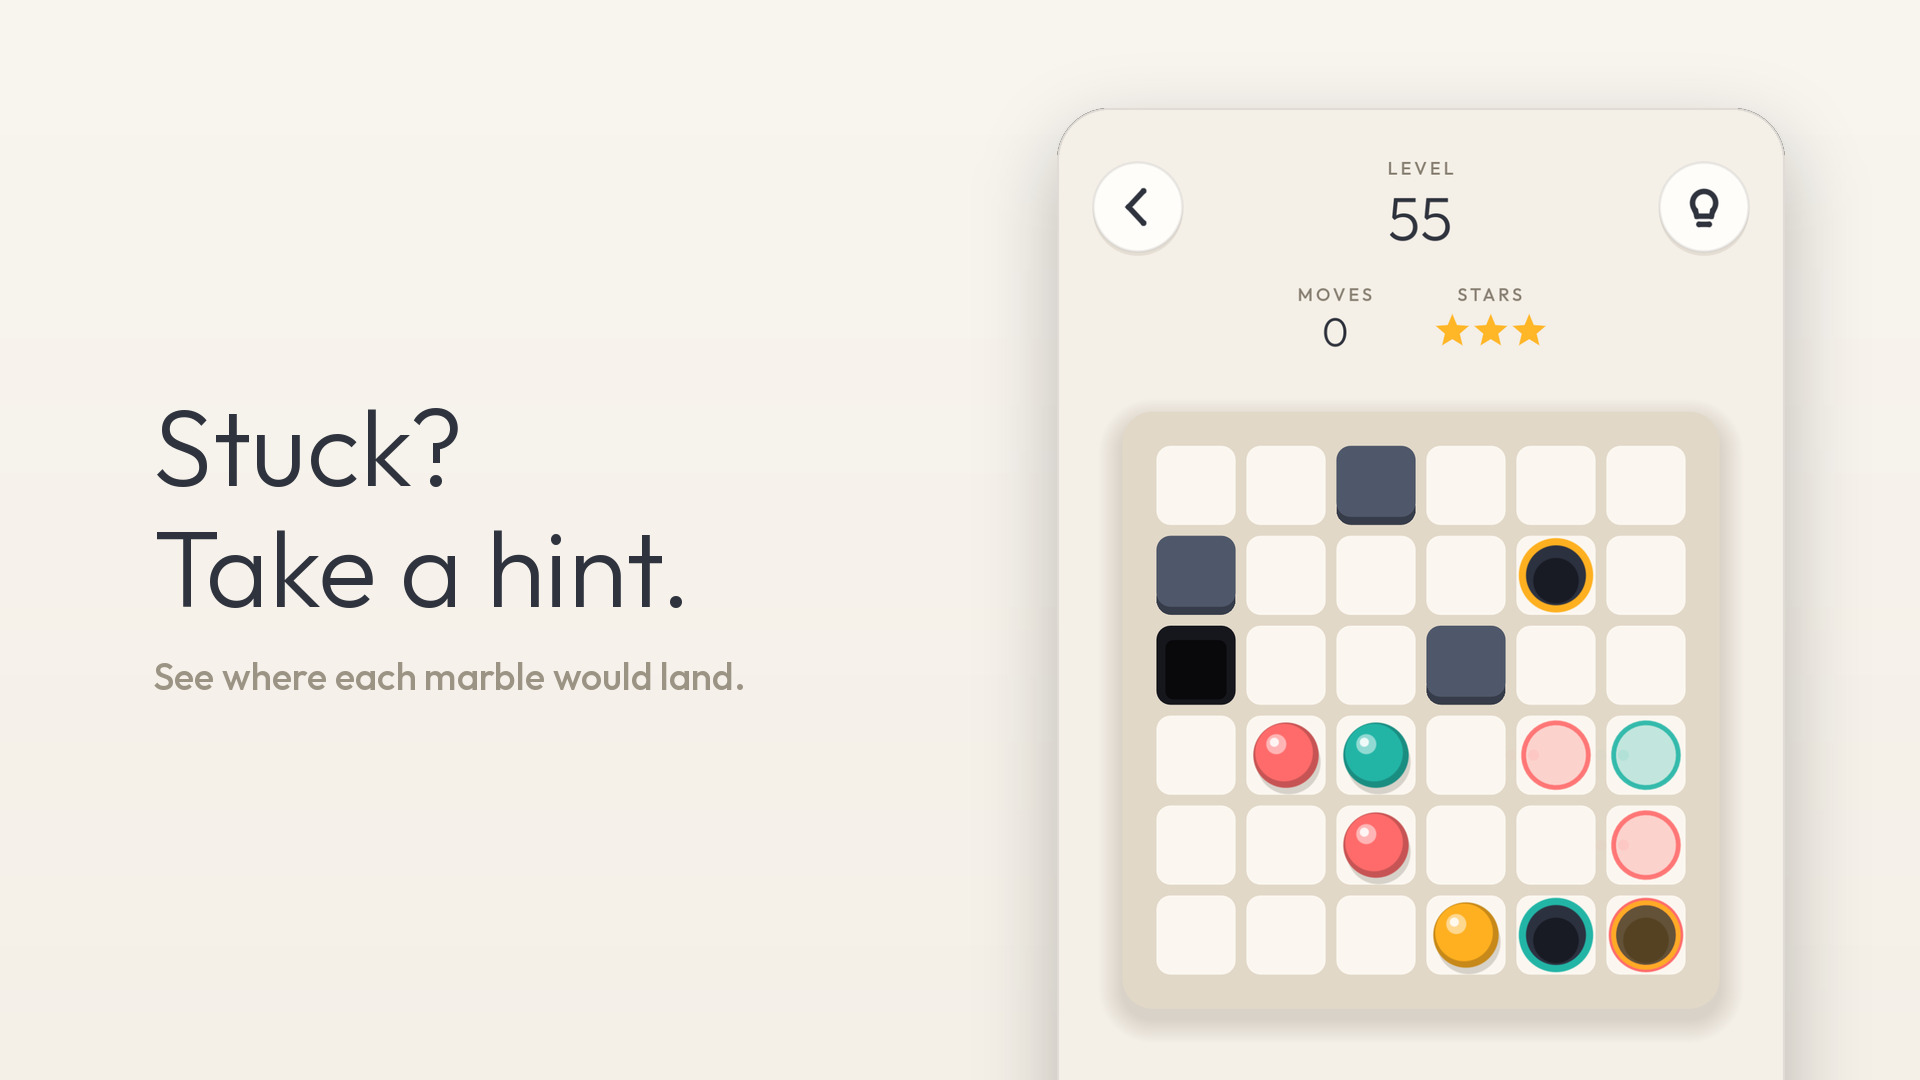 Stuck?
Take a hint.
See where each marble would land.
LEVEL
55
MOVES
0
STARS